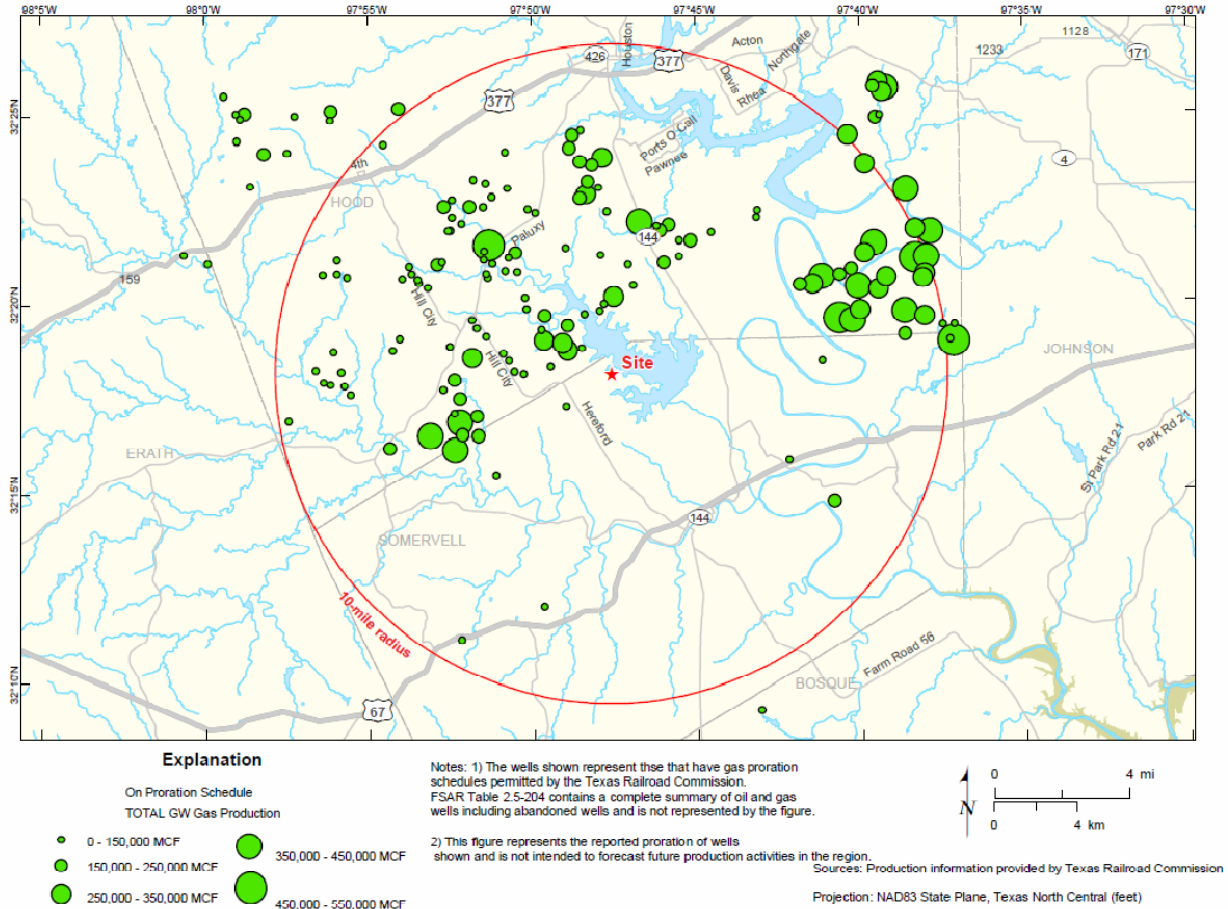 98°5'W 98°0'W 97°55'W 97°50'W 97°45'W 97°40'W 97°35'W 97°30'W
Houston
Acton
Northgate
1128
1233
171
426
377
Davis
Rhea
377
32°25'N
Ports O Call
Pawnee
4
4th
HOOD
Paluxy
144
159
32°20'N
Hill City
JOHNSON
Hill City
Site
Hereford
Park Rd 21
St Park Rd 21
ERATH
32°15'N
144
SOMERVELL
10-mile radius
Farm Road 56
32°10'N
BOSQUE
67
Explanation
On Proration Schedule
TOTAL GW Gas Production
0 - 150,000 MCF
150,000 - 250,000 MCF
250,000 - 350,000 MCF
350,000 - 450,000 MCF
450,000 - 550,000 MCF
Notes: 1) The wells shown represent thse that have gas proration
schedules permitted by the Texas Railroad Commission.
FSAR Table 2.5-204 contains a complete summary of oil and gas
wells including abandoned wells and is not represented by the figure.
2) This figure represents the reported proration of wells
shown and is not intended to forecast future production activities in the region.
N
0 4 mi
0 4 km
Sources: Production information provided by Texas Railroad Commission
Projection: NAD83 State Plane, Texas North Central (feet)